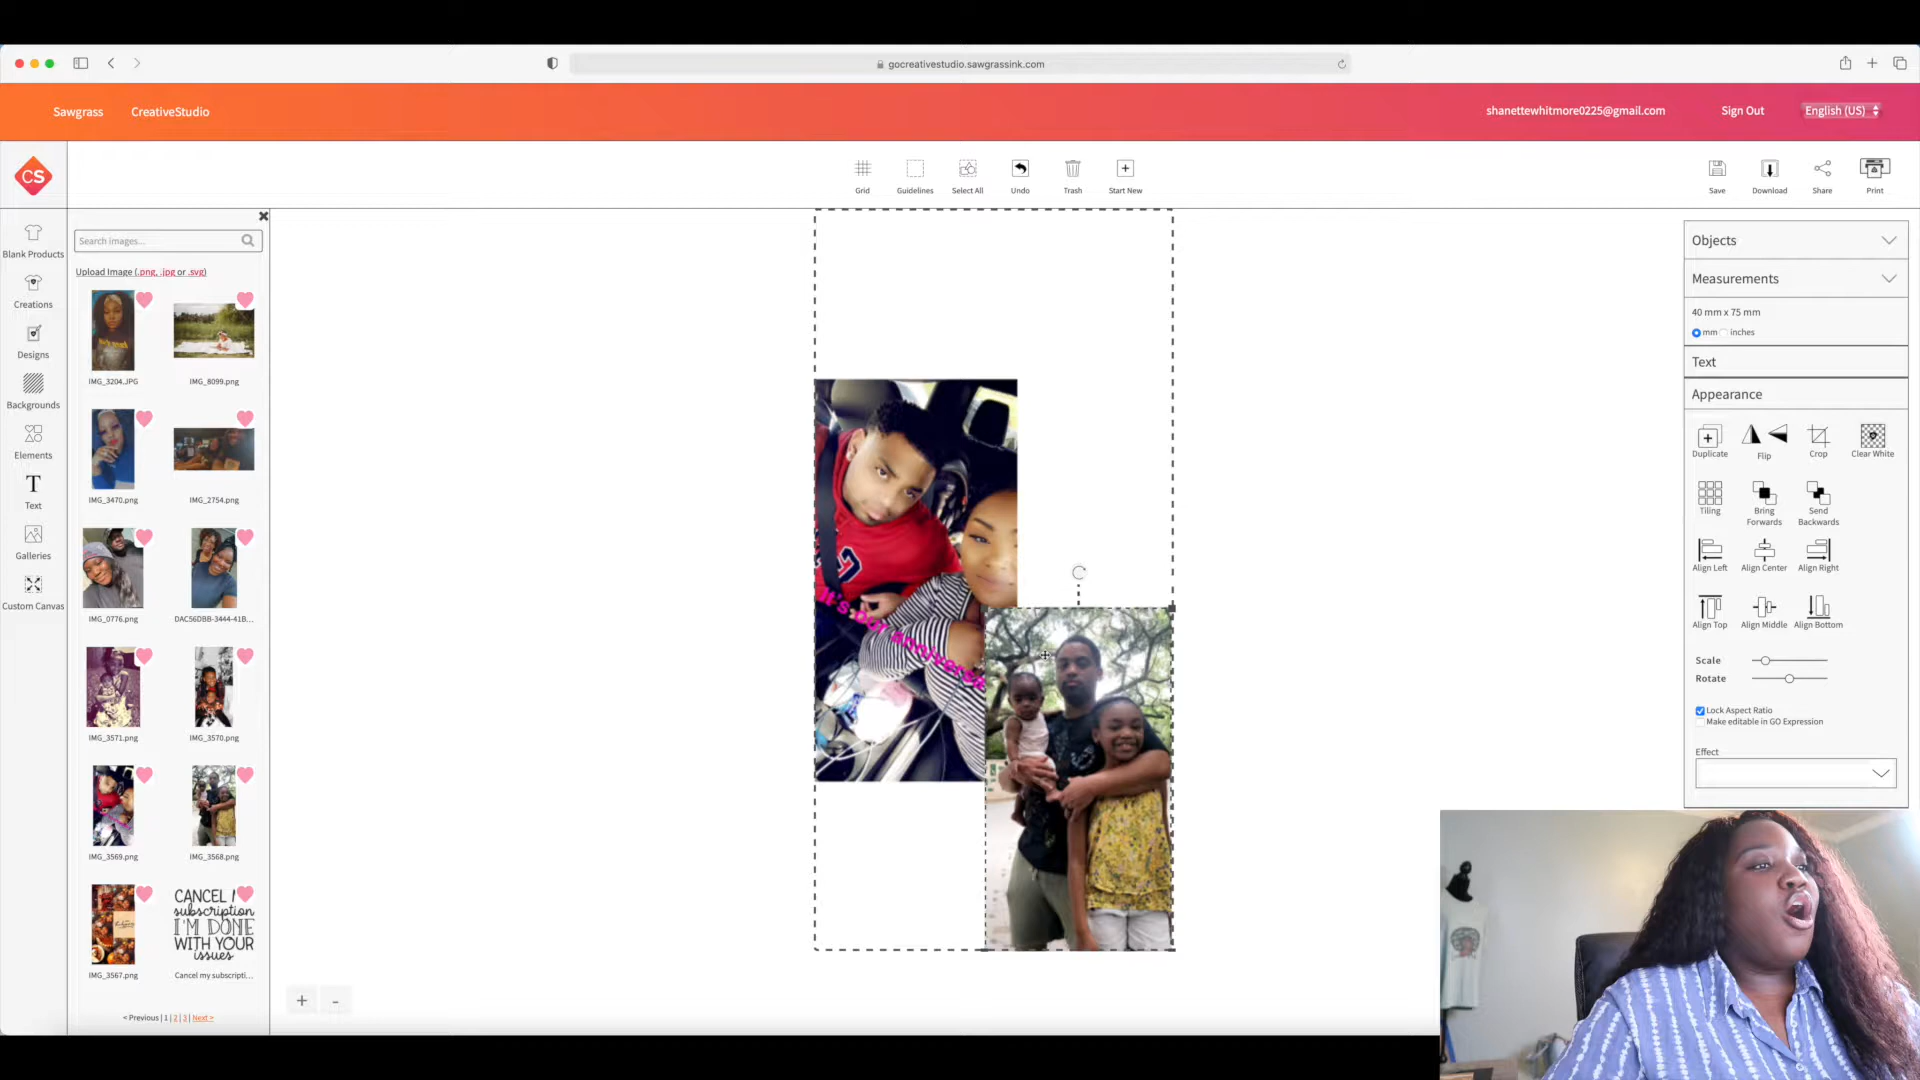 gocreativestudio.sawgrassink.com
Sawgrass
CreativeStudio
shanettewhitmore0225@gmail.com
Sign Out
English (US)
CS
Grid
Guidelines
Select All
Undo
Trash
Start New
Save
Download
Share
Print
Blank Products
Creations
Designs
Backgrounds
Elements
T
Text
Galleries
Custom Canvas
Search images...
Upload Image (.png, .jpg or .svg)
IMG_3204.JPG
IMG_8099.png
IMG_3470.png
IMG_2754.png
IMG_0776.png
DAC56DBB-3444-41B...
IMG_3571.png
IMG_3570.png
IMG_3569.png
IMG_3568.png
CANCEL M
subscription
I'M DONE
WITH YOUR
issues
IMG_3567.png
Cancel my subscripti...
< Previous | 1 | 2 | 3 | Next >
+
-
It's our anniversa
Objects
Measurements
40 mm x 75 mm
mm
inches
Text
Appearance
Duplicate
Flip
Crop
Clear White
Tiling
Bring Forwards
Send Backwards
Align Left
Align Center
Align Right
Align Top
Align Middle
Align Bottom
Scale
Rotate
Lock Aspect Ratio
Make editable in GO Expression
Effect